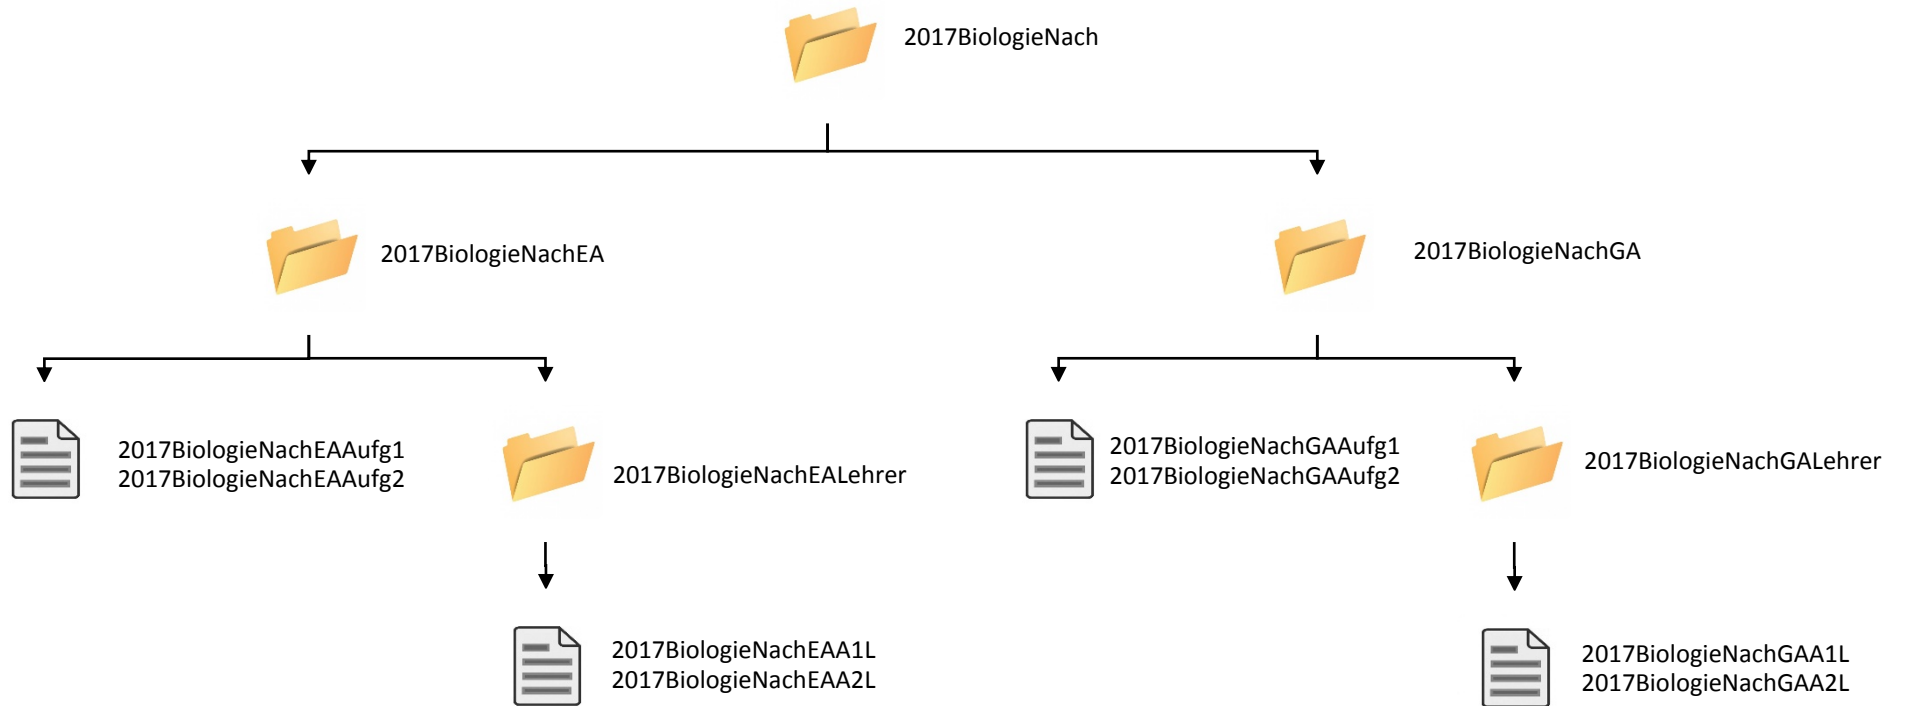 2017BiologieNach
2017BiologieNachEA
2017BiologieNachGA
2017BiologieNachEAAufg1
2017BiologieNachEAAufg2
2017BiologieNachEALehrer
2017BiologieNachGAAufg1
2017BiologieNachGAAufg2
2017BiologieNachGALehrer
2017BiologieNachEAA1L
2017BiologieNachEAA2L
2017BiologieNachGAA1L
2017BiologieNachGAA2L